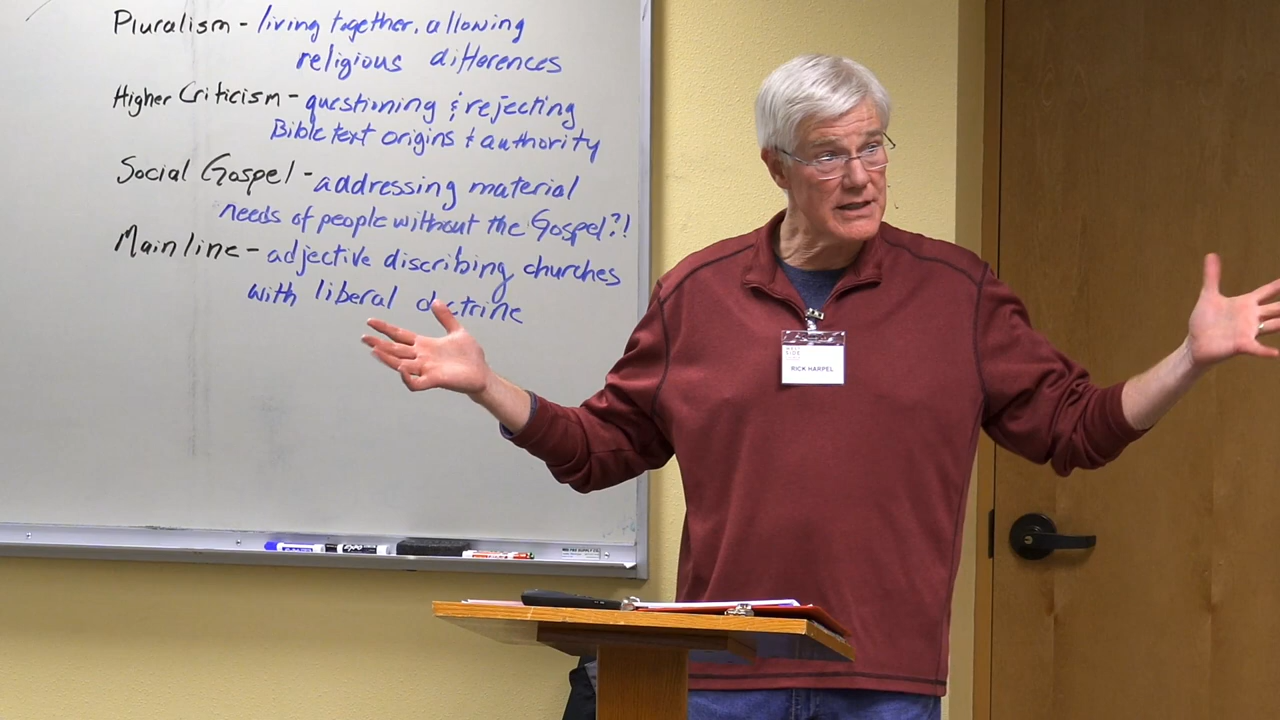 Pluralism - living together, allowing
religious differences
Higher Criticism - questioning & rejecting
Bible text origins & authority
Social Gospel - addressing material
needs of people without the Gospel?!
Mainline - adjective discribing churches
with liberal doctrine
SIDE
RICK HARPEL